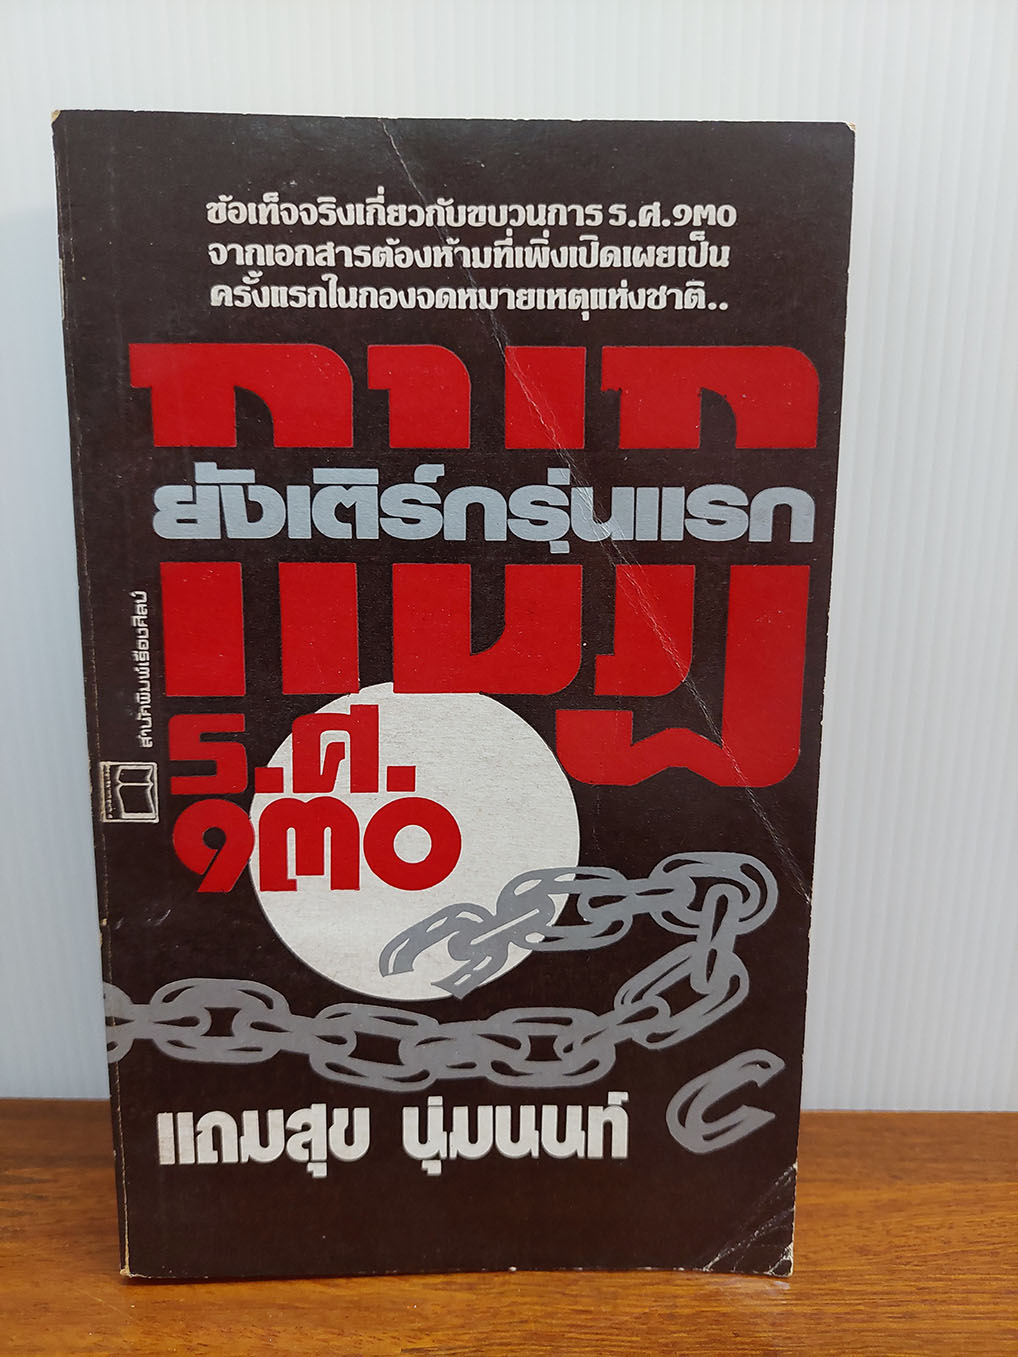 ข้อเท็จจริงเกี่ยวกับขบวนการ ร.ศ.๑๓๐
จากเอกสารต้องห้ามที่เพิ่งเปิดเผยเป็น
ครั้งแรกในกองจดหมายเหตุแห่งชาติ..
ยังเติร์กรุ่นแรก
กบฏ
ร.ศ.
๑๓๐
สำนักพิมพ์เรืองศิลป์
แถมสุข นุ่มนนท์